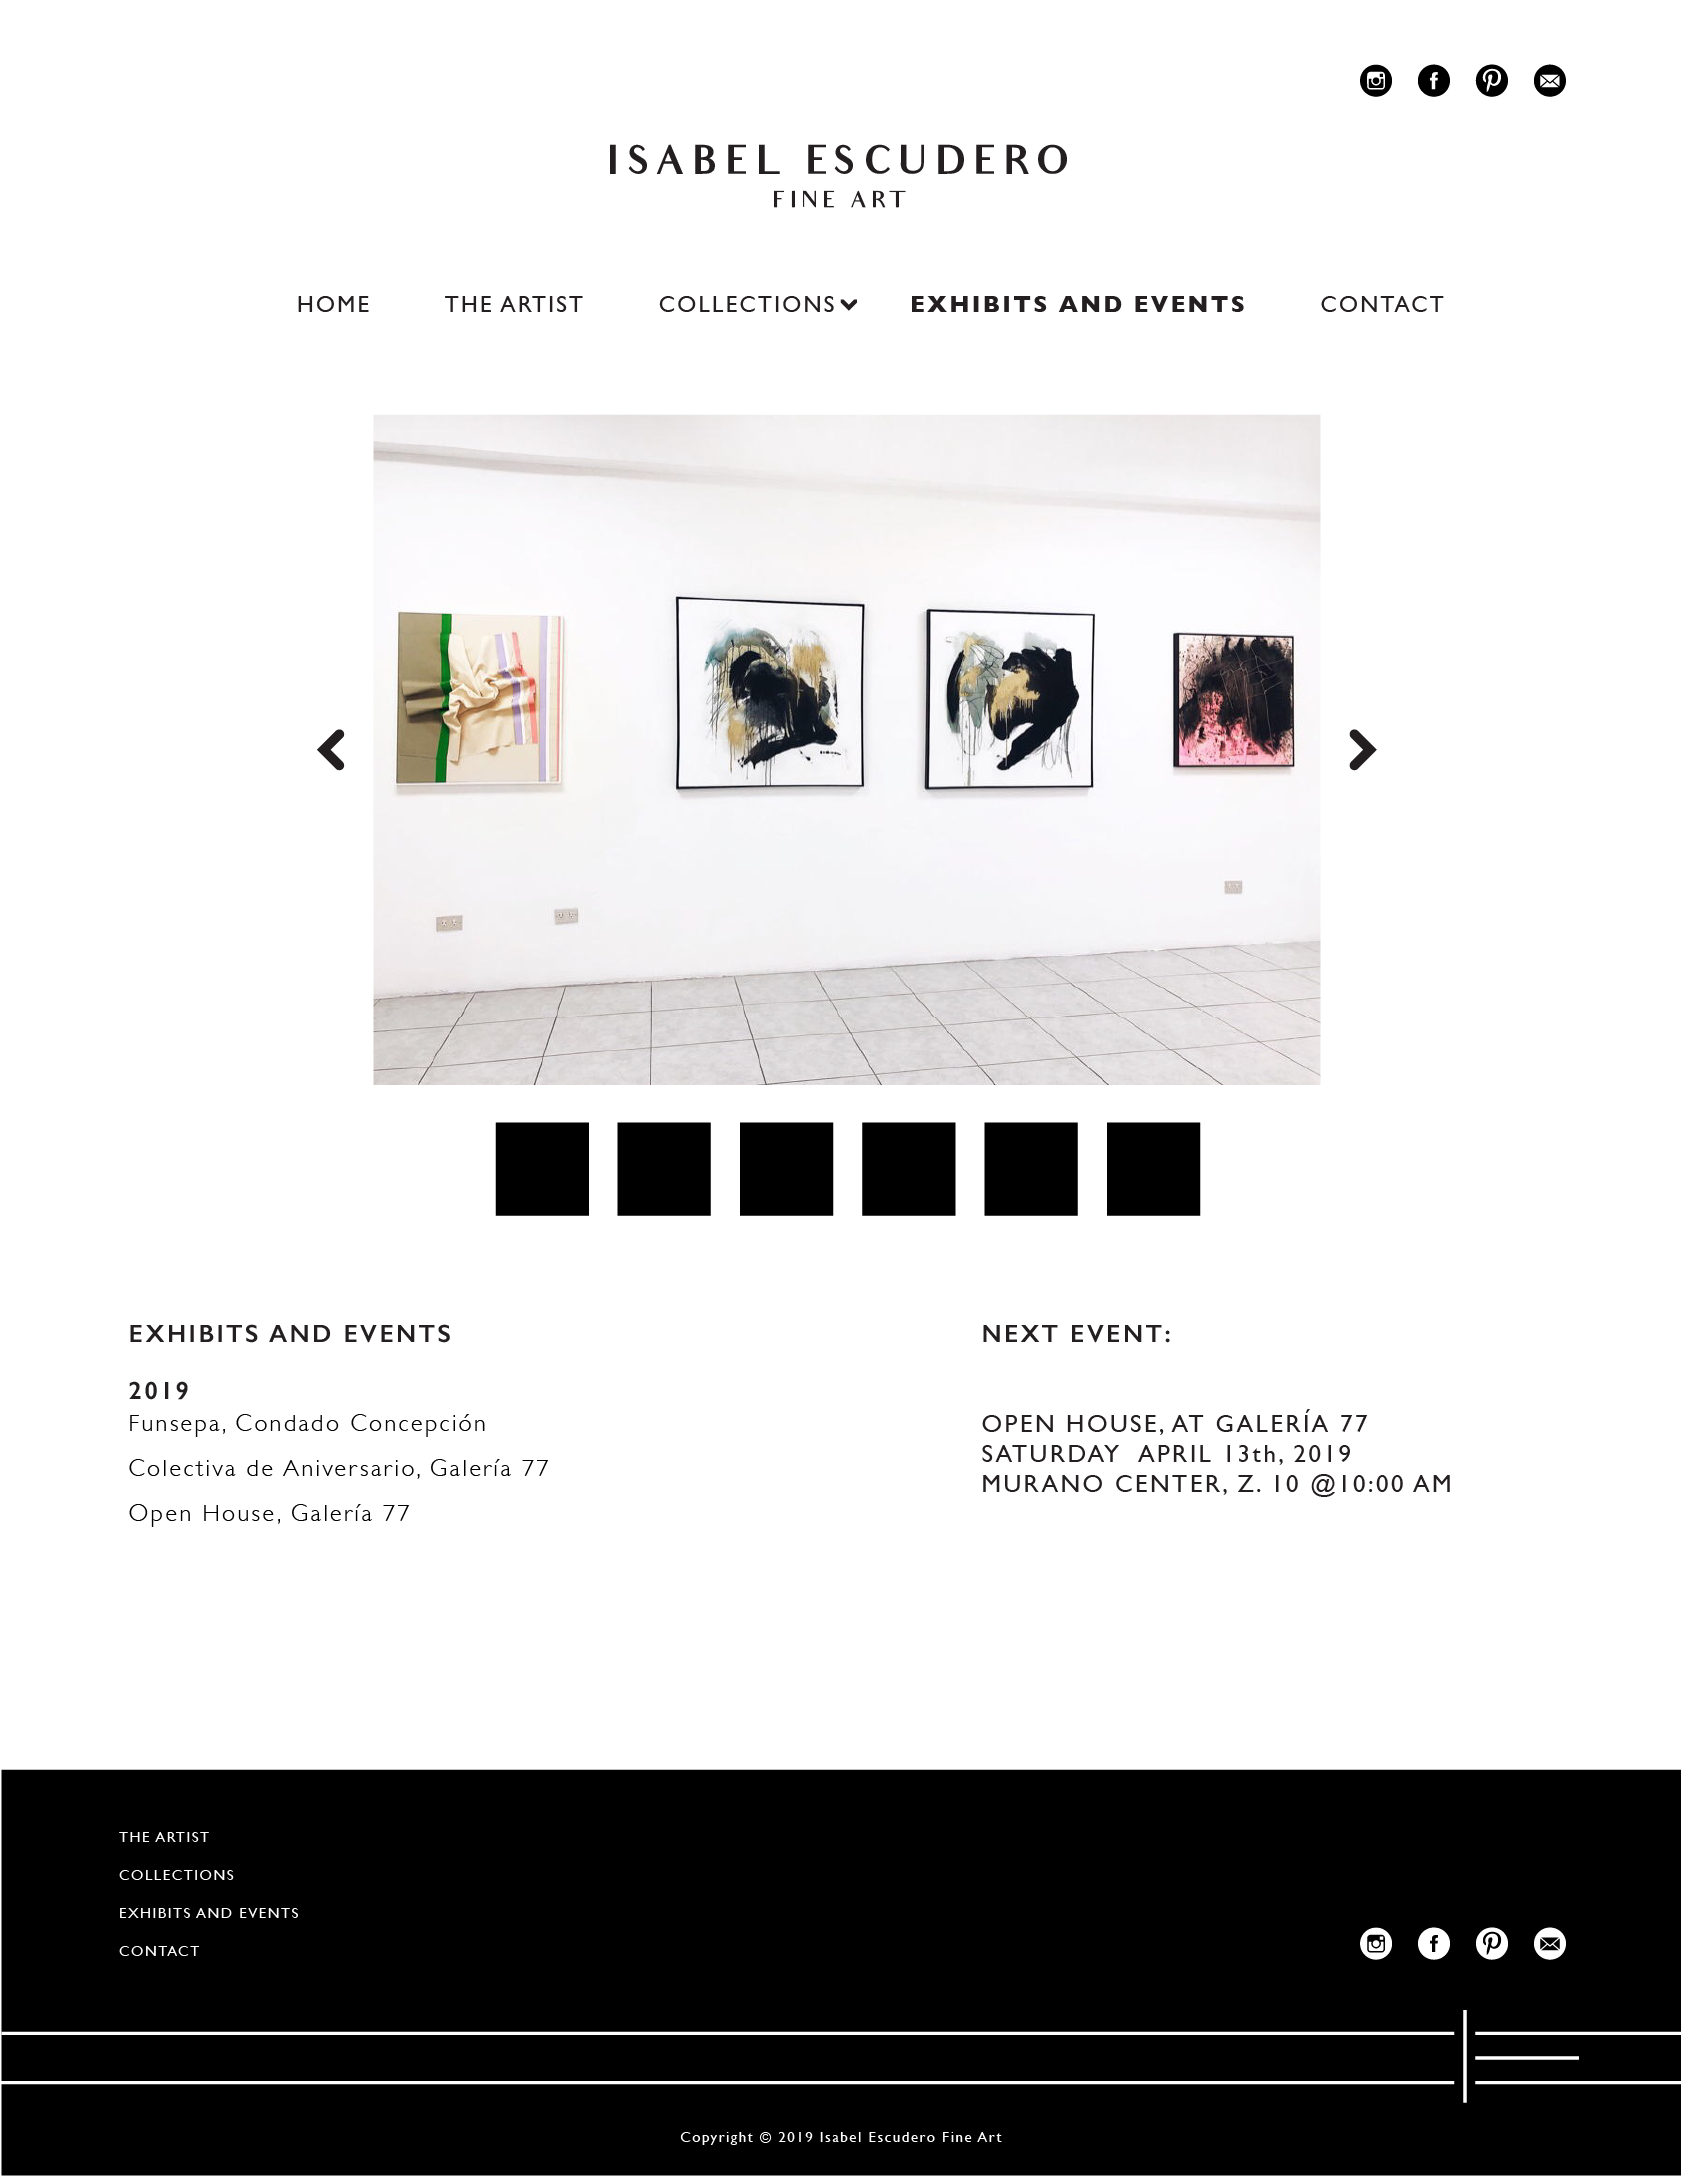 ISABEL ESCUDERO
FINE ART
HOME THE ARTIST COLLECTIONS EXHIBITS AND EVENTS CONTACT
EXHIBITS AND EVENTS
2019
Funsepa, Condado Concepción
Colectiva de Aniversario, Galería 77
Open House, Galería 77
NEXT EVENT:
OPEN HOUSE, AT GALERÍA 77
SATURDAY APRIL 13th, 2019
MURANO CENTER, Z. 10 @10:00 AM
THE ARTIST
COLLECTIONS
EXHIBITS AND EVENTS
CONTACT
Copyright © 2019 Isabel Escudero Fine Art